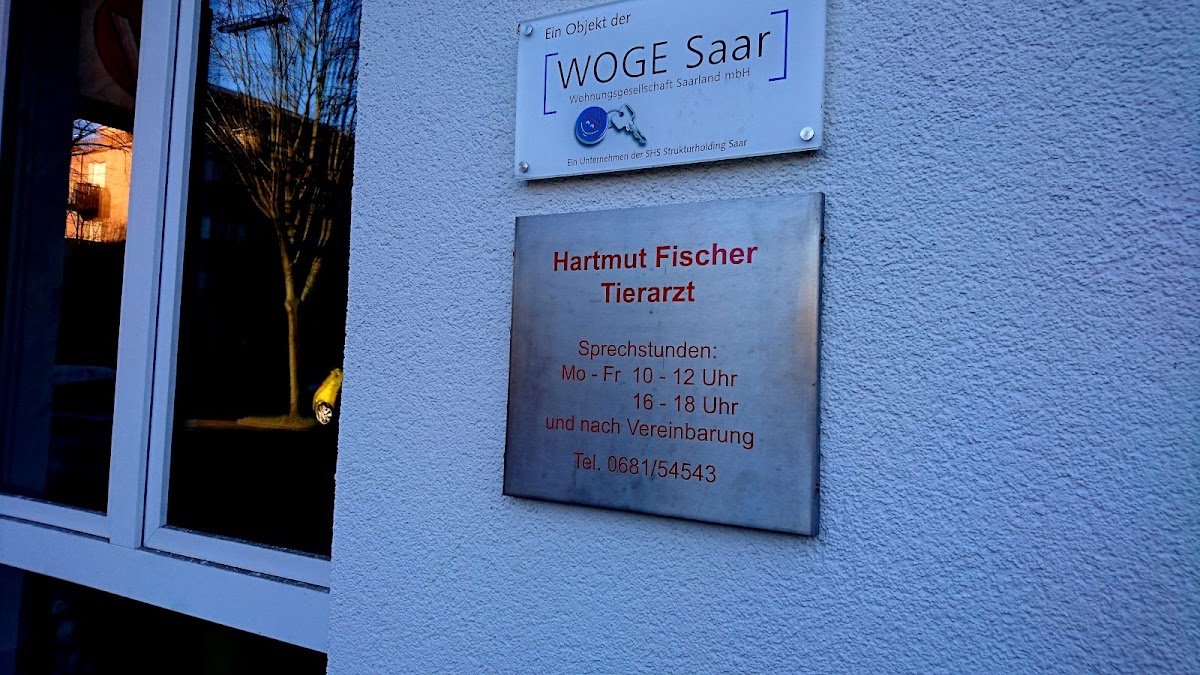 Ein Objekt der
[WOGE Saar]
Wohnungsgesellschaft Saarland mbH
Ein Unternehmen der SHS Strukturholding Saar
Hartmut Fischer
Tierarzt
Sprechstunden:
Mo - Fr 10 - 12 Uhr
16 - 18 Uhr
und nach Vereinbarung
Tel. 0681/54543